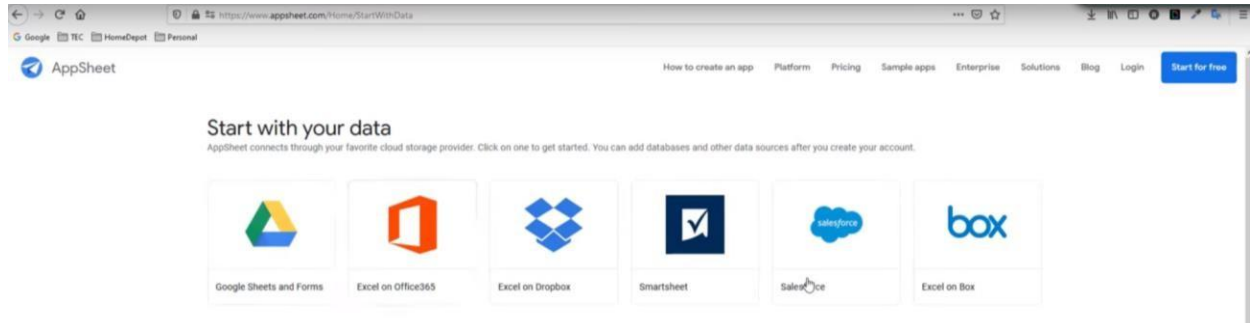 https://www.appsheet.com/Home/StartWithData
Google TEC HomeDepot Personal
AppSheet How to create an app Platform Pricing Sample apps Enterprise Solutions Blog Login Start for free
Start with your data
AppSheet connects through your favorite cloud storage provider. Click on one to get started. You can add databases and other data sources after you create your account.
salesforce box
Google Sheets and Forms Excel on Office365 Excel on Dropbox Smartsheet Salesforce Excel on Box